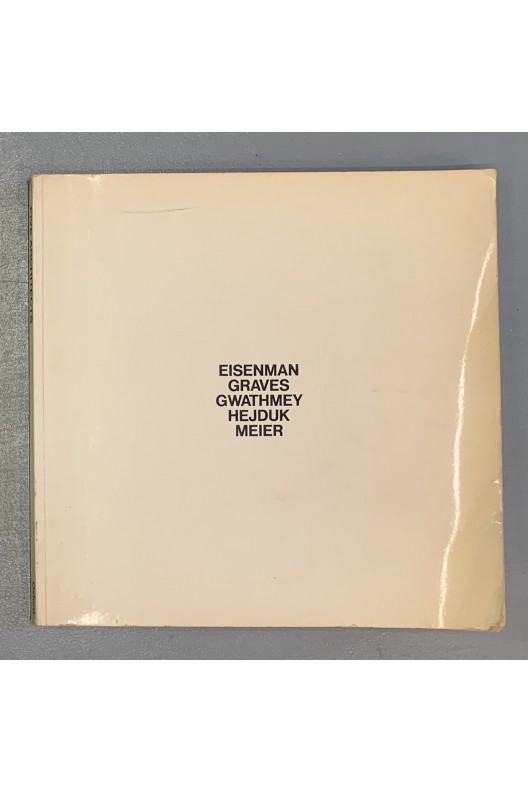 EISENMAN
GRAVES
GWATHMEY
HEJDUK
MEIER